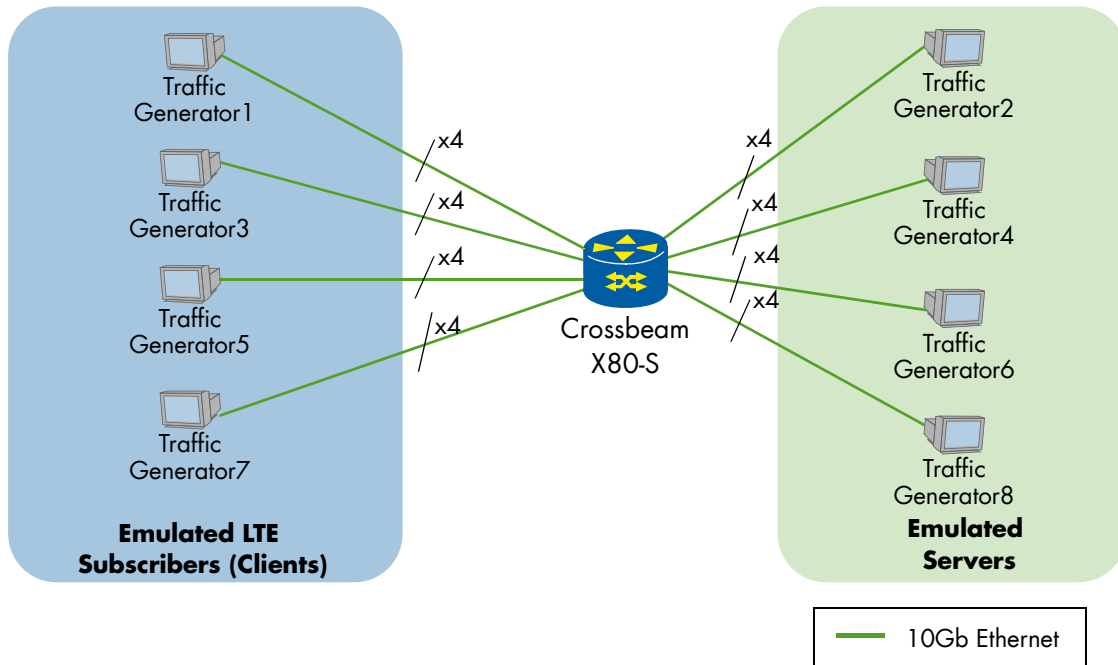 Traffic
Generator1
Traffic
Generator3
Traffic
Generator5
Traffic
Generator7
Emulated LTE
Subscribers (Clients)
x4
x4
x4
x4
Crossbeam
X80-S
x4
x4
x4
x4
Traffic
Generator2
Traffic
Generator4
Traffic
Generator6
Traffic
Generator8
Emulated
Servers
10Gb Ethernet